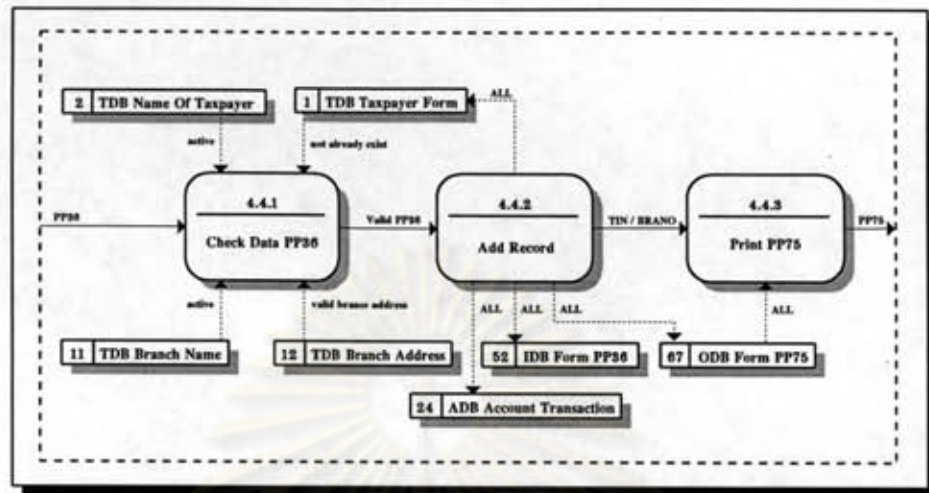 2 TDB Name Of Taxpayer
1 TDB Taxpayer Form
ALL
active
not already exist
PP36
4.4.1
Check Data PP36
Valid PP36
4.4.2
Add Record
TIN / BRANO
4.4.3
Print PP75
PP75
active
valid branch address
ALL
ALL
ALL
ALL
11 TDB Branch Name
12 TDB Branch Address
52 IDB Form PP36
67 ODB Form PP75
24 ADB Account Transaction